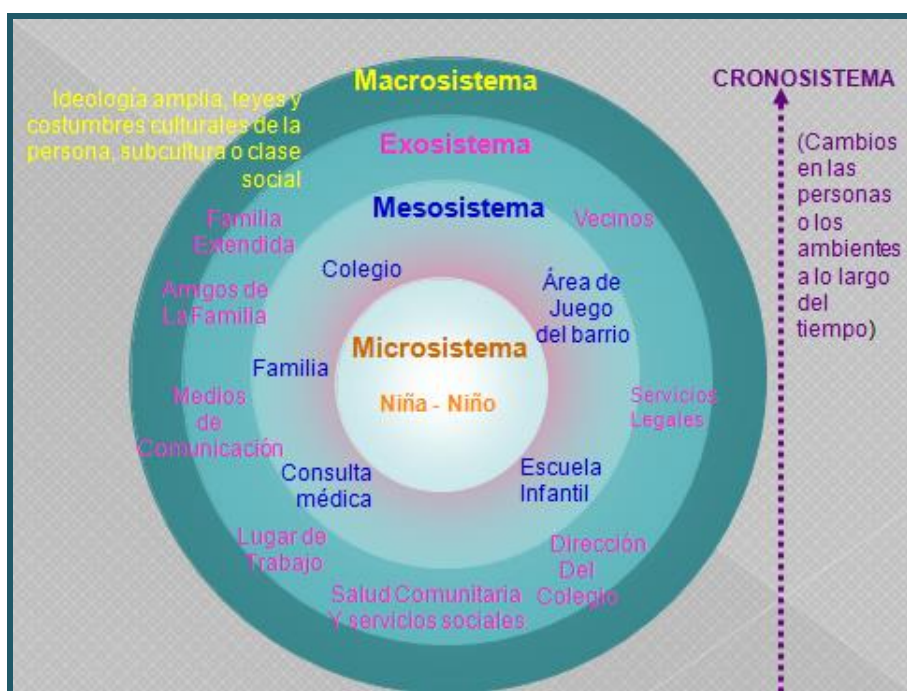 Macrosistema
CRONOSISTEMA
Ideología amplia, leyes y
costumbres culturales de la
persona, subcultura o clase
social
(Cambios
en las
personas
o los
ambientes
a lo largo
del
tiempo)
Exosistema
Mesosistema
Familia
Extendida
Vecinos
Colegio
Área de
Juego
del barrio
Amigos de
La Familia
Microsistema
Familia
Niña - Niño
Medios
de
Comunicación
Servicios
Legales
Consulta
médica
Escuela
Infantil
Lugar de
Trabajo
Dirección
Del
Colegio
Salud Comunitaria
Y servicios sociales